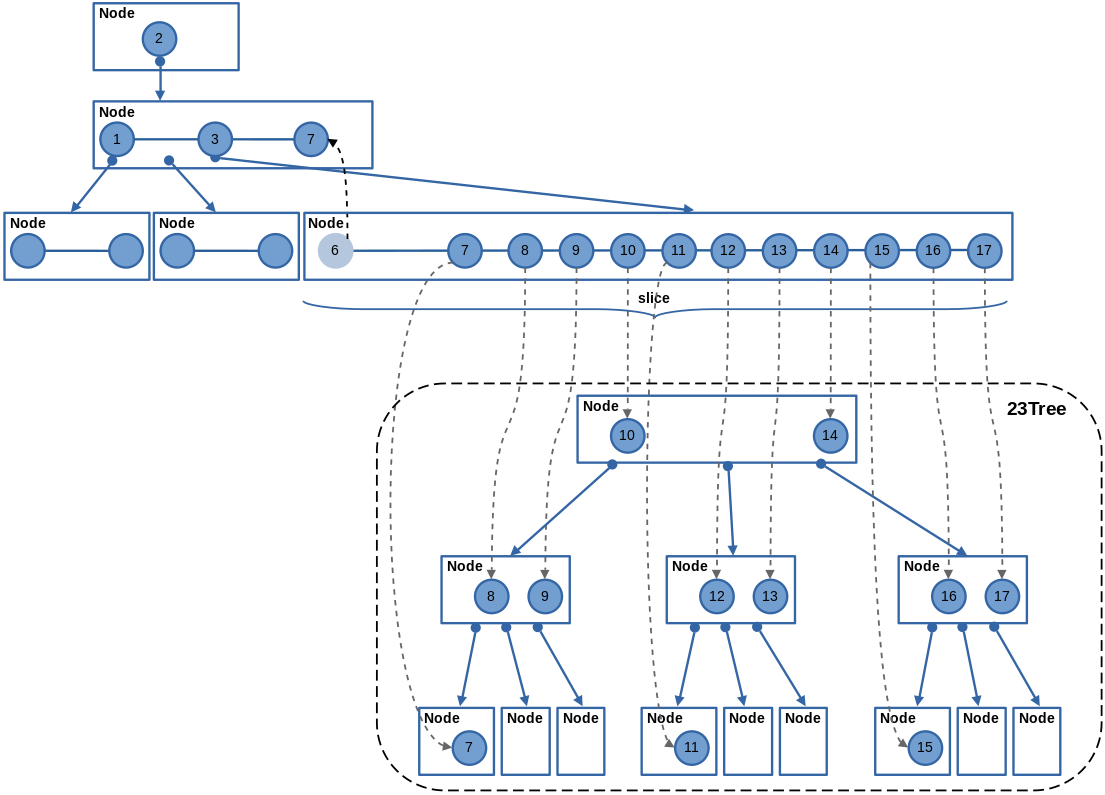 Node
2
Node
1 3 7
Node Node Node
6 7 8 9 10 11 12 13 14 15 16 17
slice
23Tree
Node
10 14
Node Node Node
8 9 12 13 16 17
Node Node Node Node Node Node Node Node Node
7 11 15